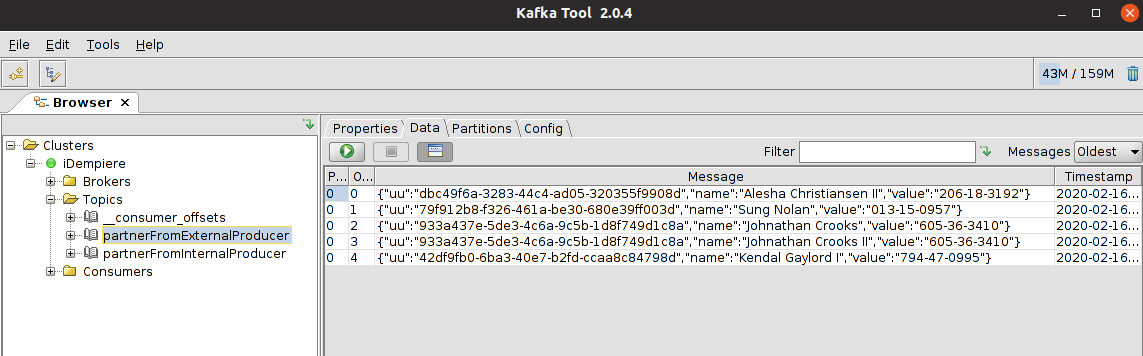 Kafka Tool 2.0.4
File Edit Tools Help
43M / 159M
Browser
Clusters
iDempiere
Brokers
Topics
__consumer_offsets
partnerFromExternalProducer
partnerFromInternalProducer
Consumers
Properties Data Partitions Config
Filter Messages Oldest
P... O... Message Timestamp
0 0 {"uu":"dbc49f6a-3283-44c4-ad05-320355f9908d","name":"Alesha Christiansen II","value":"206-18-3192"} 2020-02-16...
0 1 {"uu":"79f912b8-f326-461a-be30-680e39ff003d","name":"Sung Nolan","value":"013-15-0957"} 2020-02-16...
0 2 {"uu":"933a437e-5de3-4c6a-9c5b-1d8f749d1c8a","name":"Johnathan Crooks","value":"605-36-3410"} 2020-02-16...
0 3 {"uu":"933a437e-5de3-4c6a-9c5b-1d8f749d1c8a","name":"Johnathan Crooks II","value":"605-36-3410"} 2020-02-16...
0 4 {"uu":"42df9fb0-6ba3-40e7-b2fd-ccaa8c84798d","name":"Kendal Gaylord I","value":"794-47-0995"} 2020-02-16...